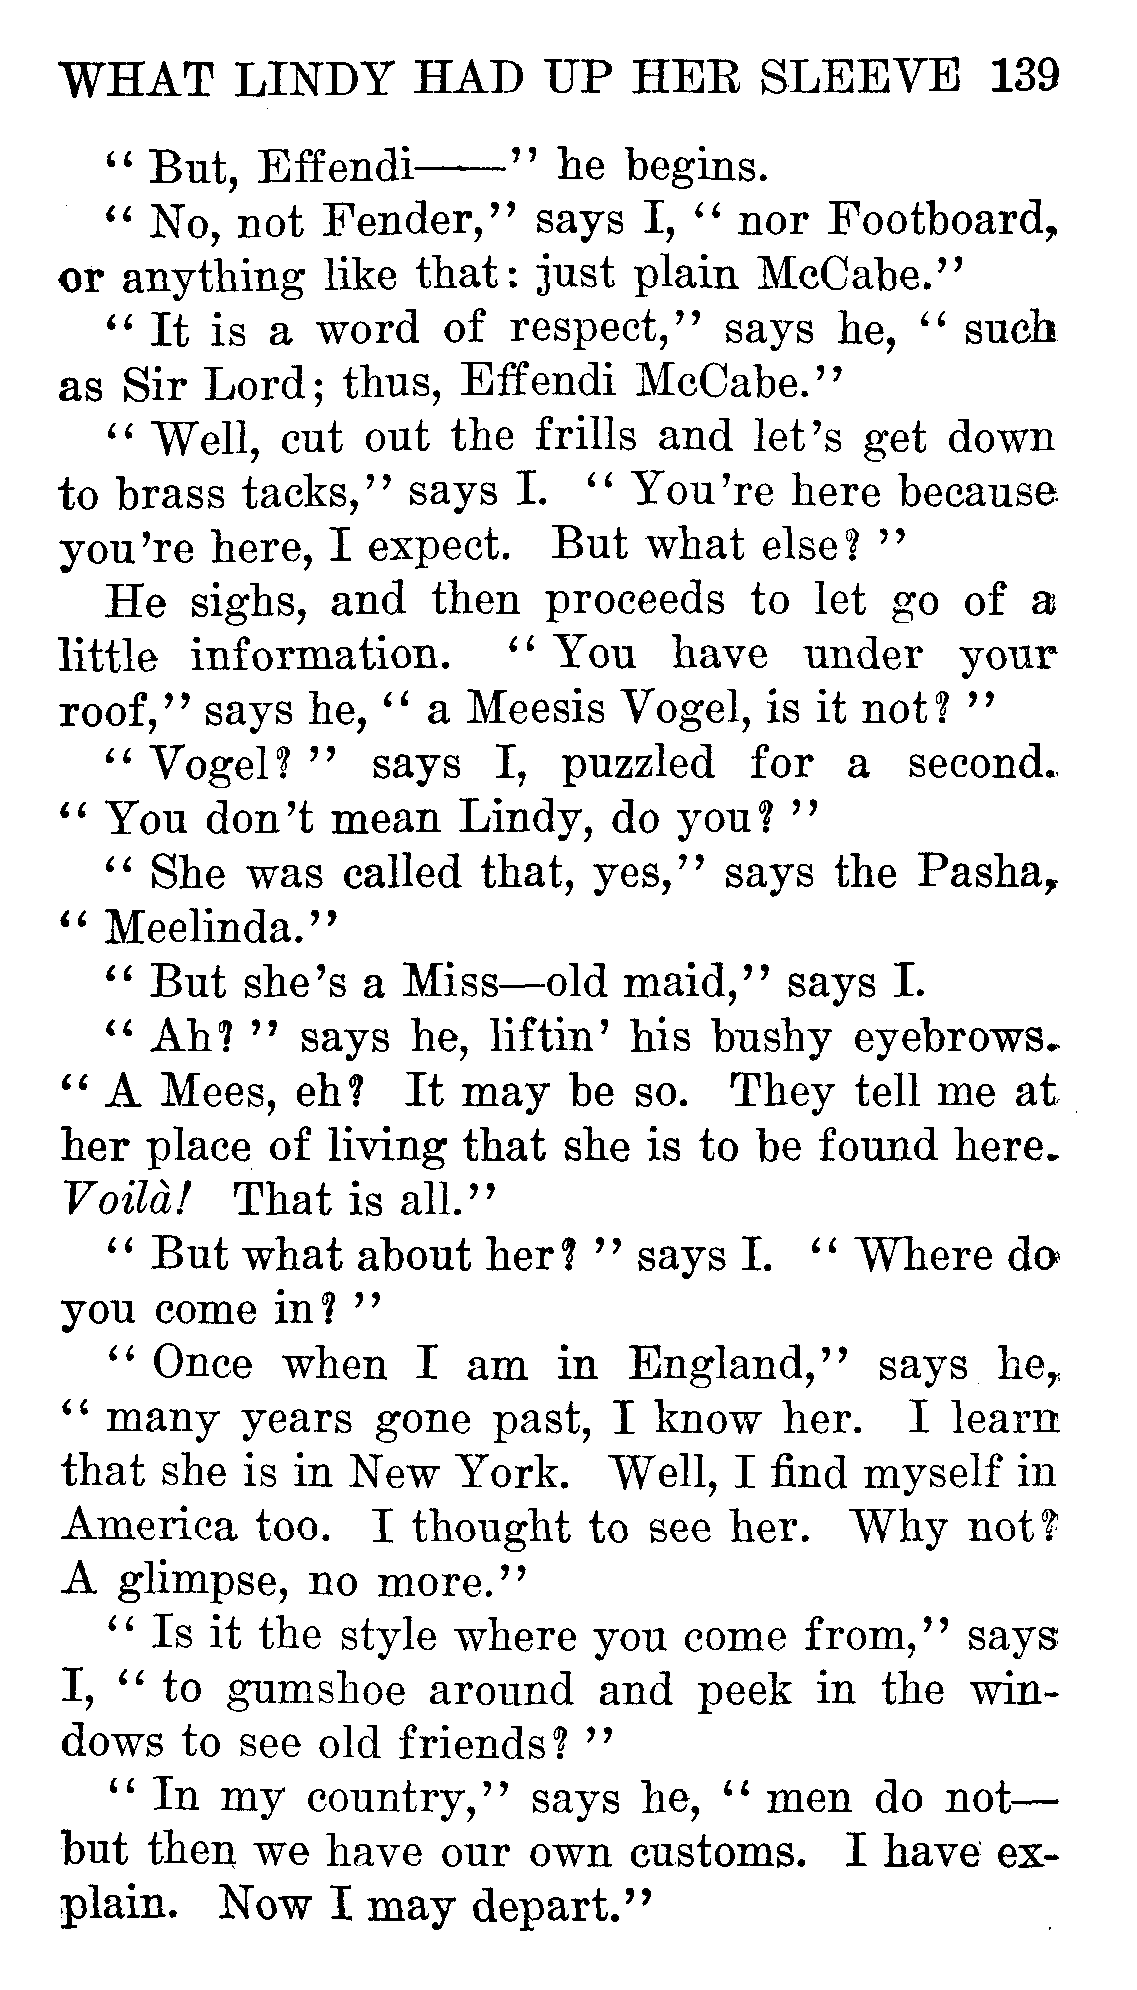 WHAT LINDY HAD UP HER SLEEVE 139
“ But, Effendi——” he begins.
“ No, not Fender,” says I, “ nor Footboard,
or anything like that: just plain McCabe.”
“ It is a word of respect,” says he, “ such
as Sir Lord; thus, Effendi McCabe.”
“ Well, cut out the frills and let’s get down
to brass tacks,” says I. “ You’re here because
you’re here, I expect. But what else? ”
He sighs, and then proceeds to let go of a
little information. “ You have under your
roof,” says he, “ a Meesis Vogel, is it not? ”
“ Vogel? ” says I, puzzled for a second.
“ You don’t mean Lindy, do you? ”
“ She was called that, yes,” says the Pasha,
“ Meelinda.”
“ But she’s a Miss—old maid,” says I.
“ Ah? ” says he, liftin’ his bushy eyebrows.
“ A Mees, eh? It may be so. They tell me at
her place of living that she is to be found here.
Voilà! That is all.”
“ But what about her? ” says I. “ Where do
you come in? ”
“ Once when I am in England,” says he,
“ many years gone past, I know her. I learn
that she is in New York. Well, I find myself in
America too. I thought to see her. Why not?
A glimpse, no more.”
“ Is it the style where you come from,” says
I, “ to gumshoe around and peek in the win-
dows to see old friends? ”
“ In my country,” says he, “ men do not—
but then we have our own customs. I have ex-
plain. Now I may depart.”